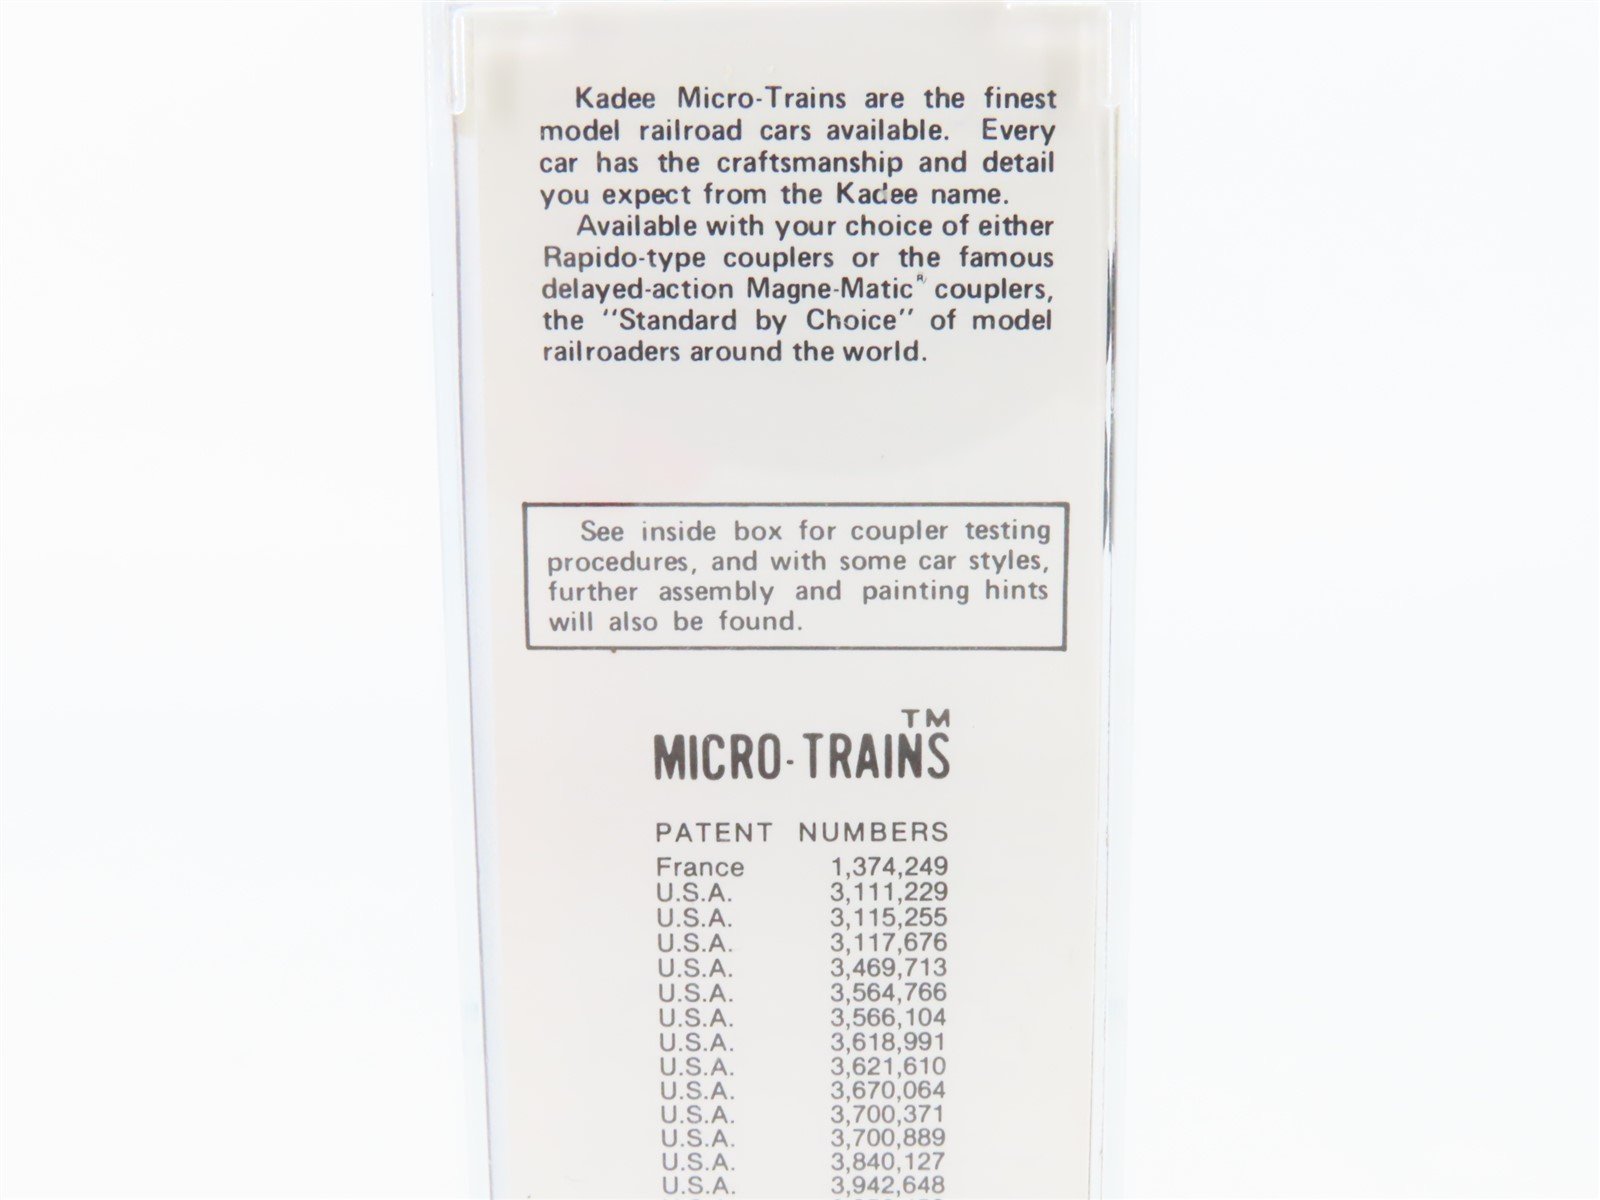 Kadee Micro-Trains are the finest
model railroad cars available. Every
car has the craftsmanship and detail
you expect from the Kadee name.
Available with your choice of either
Rapido-type couplers or the famous
delayed-action Magne-Matic® couplers,
the "Standard by Choice" of model
railroaders around the world.
See inside box for coupler testing
procedures, and with some car styles,
further assembly and painting hints
will also be found.
TM
MICRO-TRAINS
PATENT NUMBERS
France 1,374,249
U.S.A. 3,111,229
U.S.A. 3,115,255
U.S.A. 3,117,676
U.S.A. 3,469,713
U.S.A. 3,564,766
U.S.A. 3,566,104
U.S.A. 3,618,991
U.S.A. 3,621,610
U.S.A. 3,670,064
U.S.A. 3,700,371
U.S.A. 3,700,889
U.S.A. 3,840,127
U.S.A. 3,942,648